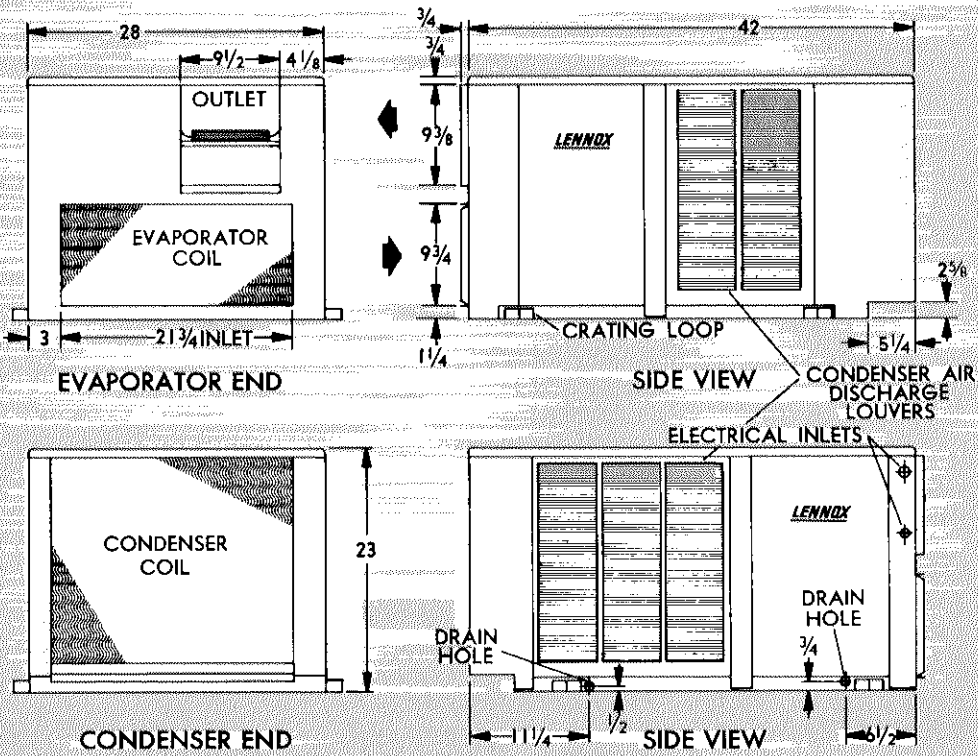 28
9 1/2
4 1/8
3/4
42
3/4
OUTLET
9 3/8
LENNOX
EVAPORATOR
COIL
9 3/4
2 5/8
3
21 3/4 INLET
1 1/4
CRATING LOOP
5 1/4
EVAPORATOR END
SIDE VIEW
CONDENSER AIR
DISCHARGE
LOUVERS
ELECTRICAL INLETS
CONDENSER
COIL
23
LENNOX
DRAIN
HOLE
DRAIN
HOLE
3/4
11 1/4
1/2
6 1/2
CONDENSER END
SIDE VIEW